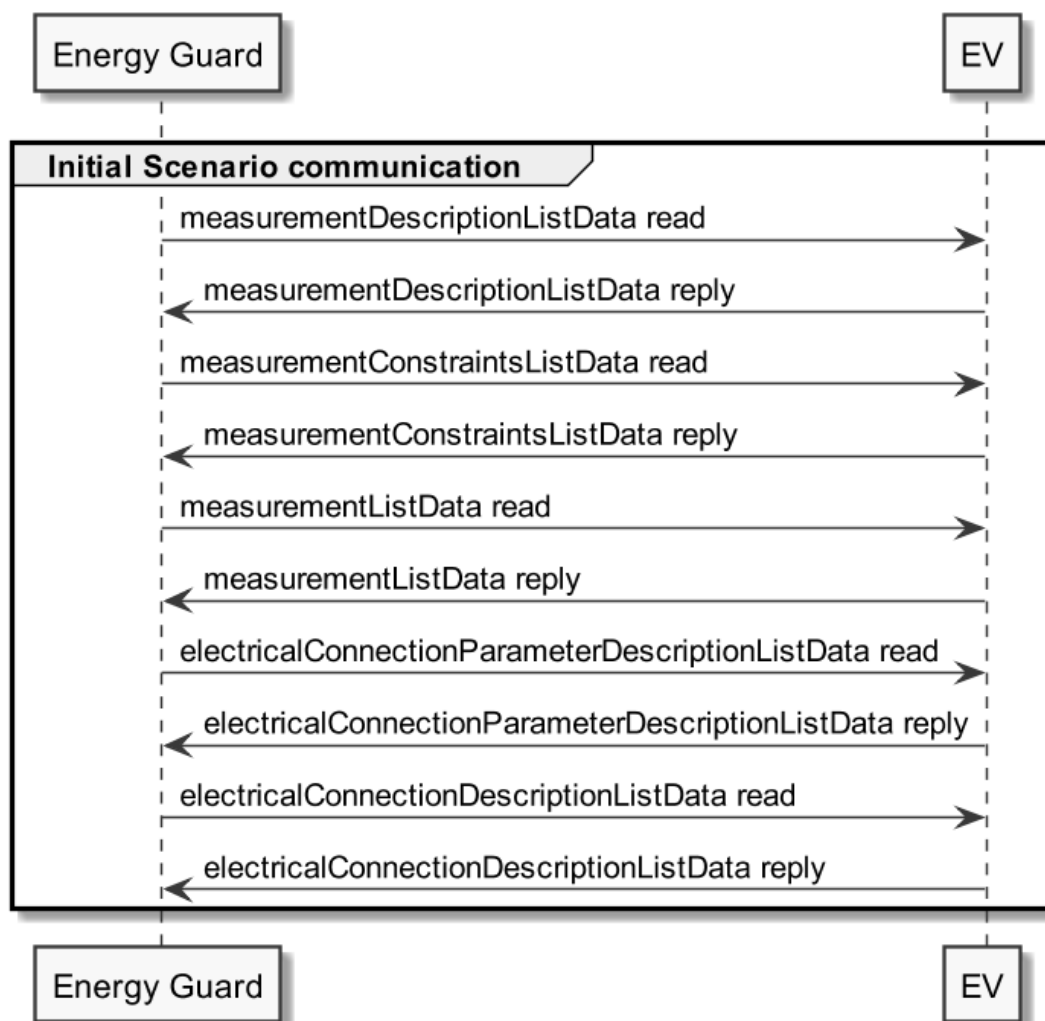 Energy Guard
EV
Initial Scenario communication
measurementDescriptionListData read
measurementDescriptionListData reply
measurementConstraintsListData read
measurementConstraintsListData reply
measurementListData read
measurementListData reply
electricalConnectionParameterDescriptionListData read
electricalConnectionParameterDescriptionListData reply
electricalConnectionDescriptionListData read
electricalConnectionDescriptionListData reply
Energy Guard
EV